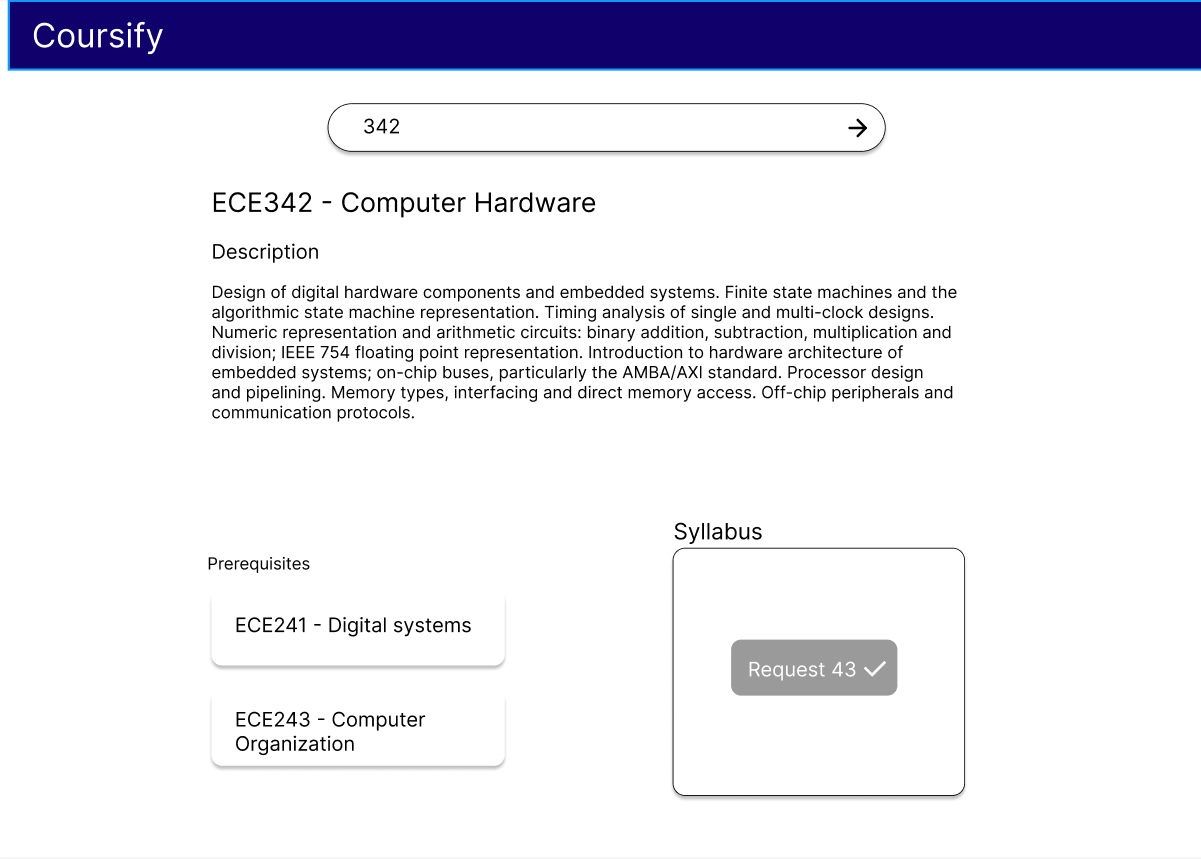 Coursify
342
ECE342 - Computer Hardware
Description
Design of digital hardware components and embedded systems. Finite state machines and the
algorithmic state machine representation. Timing analysis of single and multi-clock designs.
Numeric representation and arithmetic circuits: binary addition, subtraction, multiplication and
division; IEEE 754 floating point representation. Introduction to hardware architecture of
embedded systems; on-chip buses, particularly the AMBA/AXI standard. Processor design
and pipelining. Memory types, interfacing and direct memory access. Off-chip peripherals and
communication protocols.
Prerequisites
ECE241 - Digital systems
ECE243 - Computer
Organization
Syllabus
Request 43